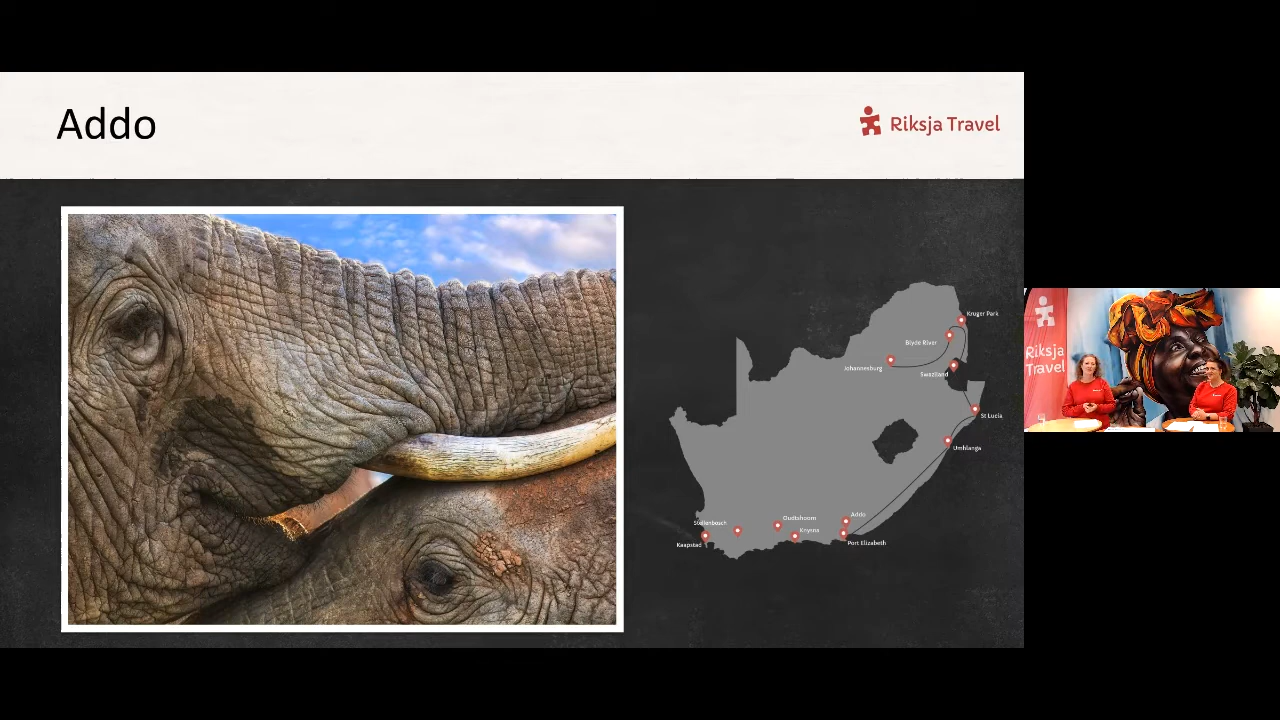 Addo
Riksja Travel
Kruger Park
Blyde River
Johannesburg
Swaziland
St Lucia
Umhlanga
Addo
Oudtshoorn
Stellenbosch
Knysna
Kaapstad
Port Elizabeth
Riksja
Travel